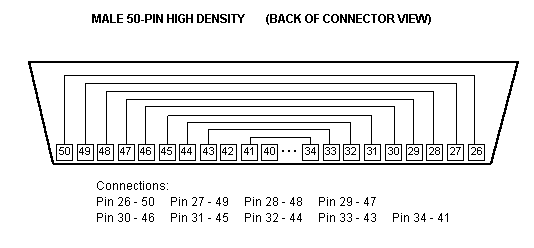 MALE 50-PIN HIGH DENSITY (BACK OF CONNECTOR VIEW)
50 49 48 47 46 45 44 43 42 41 40 ··· 34 33 32 31 30 29 28 27 26
Connections:
Pin 26 - 50 Pin 27 - 49 Pin 28 - 48 Pin 29 - 47
Pin 30 - 46 Pin 31 - 45 Pin 32 - 44 Pin 33 - 43 Pin 34 - 41